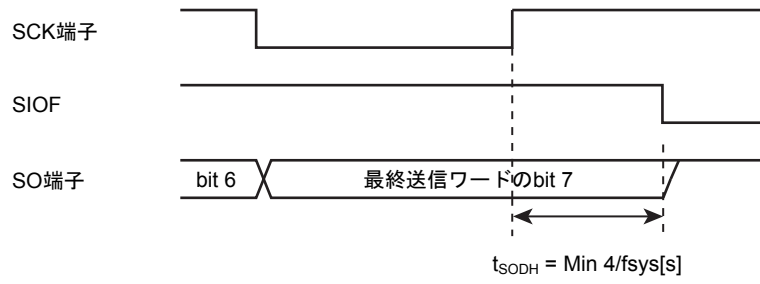 SCK端子
SIOF
SO端子
bit 6
最終送信ワードのbit 7
tSODH = Min 4/fsys[s]